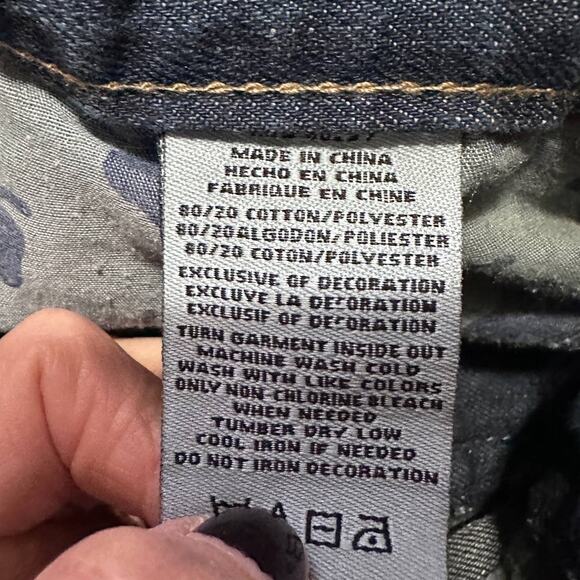 MADE IN CHINA
HECHO EN CHINA
FABRIQUE EN CHINE
80/20 COTTON/POLYESTER
80/20 ALGODON/POLIESTER
80/20 COTON/POLYESTER
EXCLUSIVE OF DECORATION
EXCLUYE LA DECORATION
EXCLUSIF OF DECORATION
TURN GARMENT INSIDE OUT
MACHINE WASH COLD
WASH WITH LIKE COLORS
ONLY NON-CHLORINE BLEACH
WHEN NEEDED
TUMBER DRY LOW
COOL IRON IF NEEDED
DO NOT IRON DECORATION